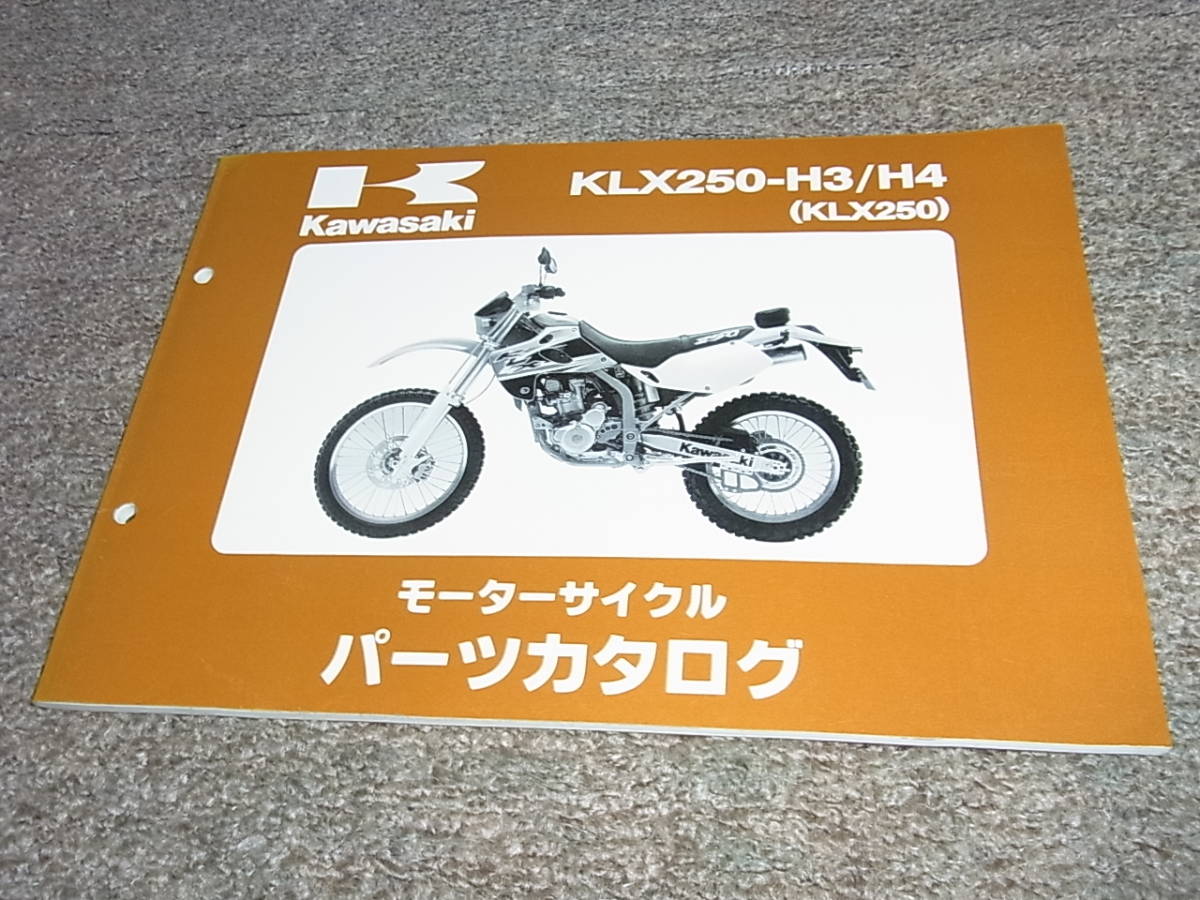 Kawasaki
KLX250-H3/H4
(KLX250)
Kawasaki
モーターサイクル
パーツカタログ